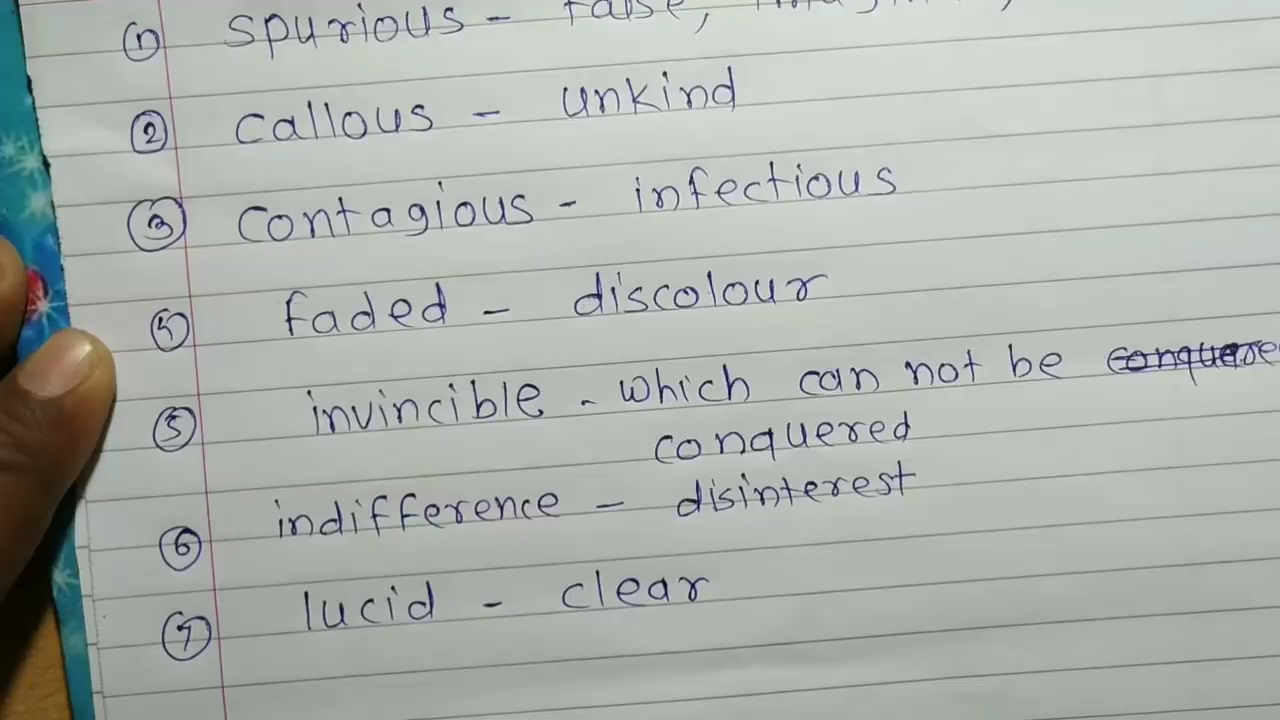 ① spurious - false,
② callous - unkind
③ contagious - infectious
faded - discolour
⑤ invincible - which can not be conquere
conquered
⑥ indifference - disinterest
⑦ lucid - clear